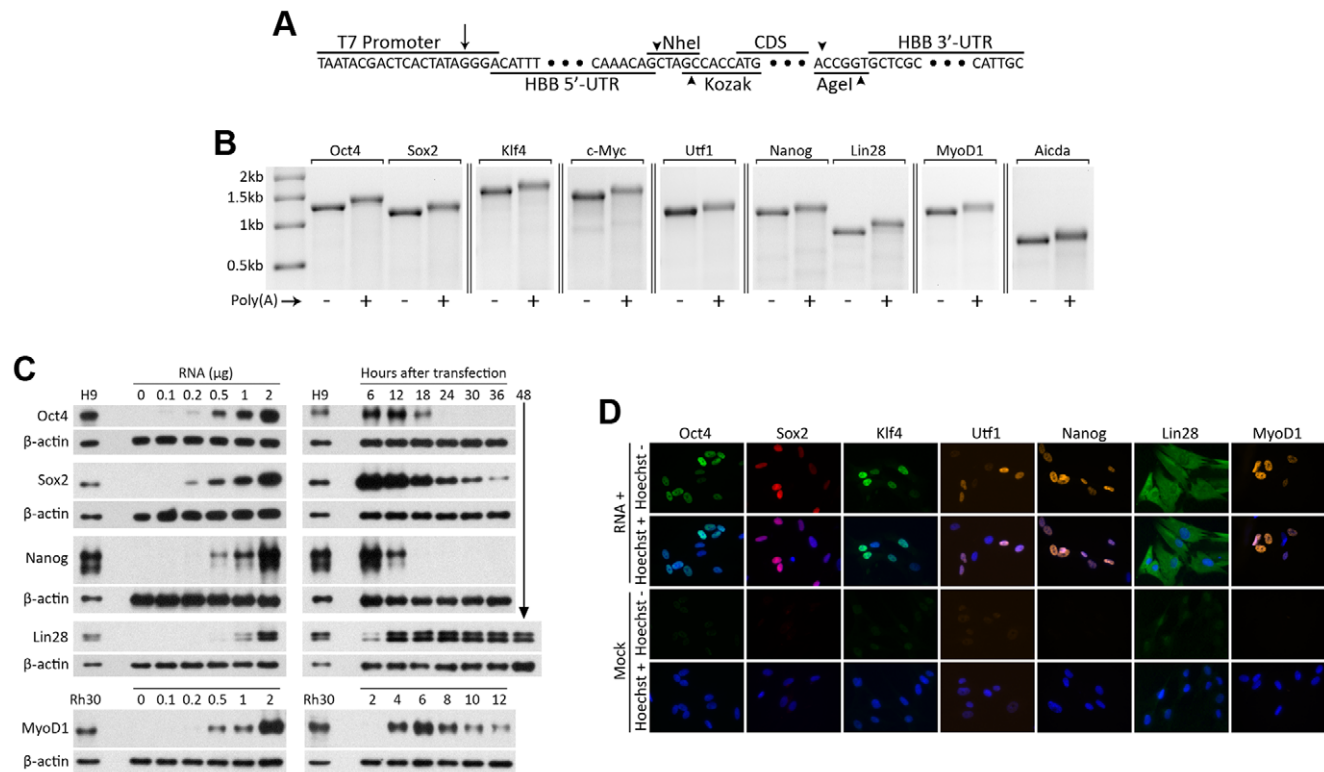 A
T7 Promoter NheI CDS HBB 3’-UTR
TAATACGACTCACTATAGGGACATTT • • • CAAACAGCTAGCCACCATG • • • ACCGGTGCTCGC • • • CATTGC
HBB 5’-UTR Kozak AgeI
B
Oct4 Sox2 Klf4 c-Myc Utf1 Nanog Lin28 MyoD1 Aicda
2kb
1.5kb
1kb
0.5kb
Poly(A) - + - + - + - + - + - + - + - + - +
C
RNA (µg) Hours after transfection
H9 0 0.1 0.2 0.5 1 2 H9 6 12 18 24 30 36 48
Oct4
β-actin
Sox2
β-actin
Nanog
β-actin
Lin28
β-actin
Rh30 0 0.1 0.2 0.5 1 2 Rh30 2 4 6 8 10 12
MyoD1
β-actin
D
Oct4 Sox2 Klf4 Utf1 Nanog Lin28 MyoD1
RNA +
Hoechst -
Hoechst +
Mock
Hoechst -
Hoechst +